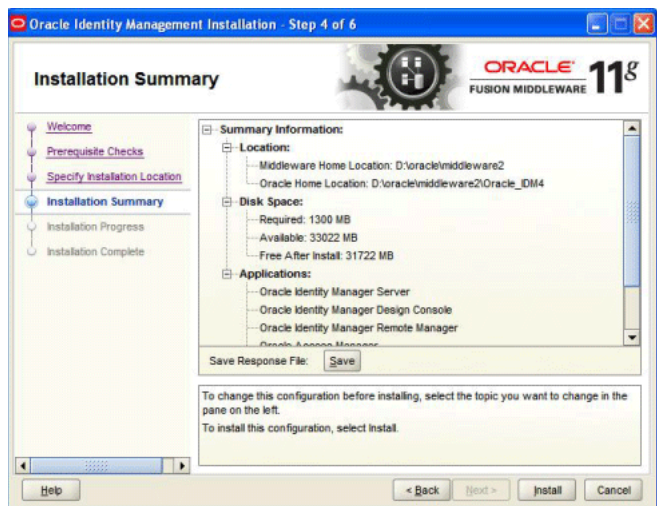 Oracle Identity Management Installation - Step 4 of 6
Installation Summary
ORACLE
FUSION MIDDLEWARE 11g
Welcome
Prerequisite Checks
Specify Installation Location
Installation Summary
Installation Progress
Installation Complete
Summary Information:
Location:
Middleware Home Location: D:\oracle\middleware2
Oracle Home Location: D:\oracle\middleware2\Oracle_IDM4
Disk Space:
Required: 1300 MB
Available: 33022 MB
Free After Install: 31722 MB
Applications:
Oracle Identity Manager Server
Oracle Identity Manager Design Console
Oracle Identity Manager Remote Manager
Oracle Access Manager
Save Response File: Save
To change this configuration before installing, select the topic you want to change in the
pane on the left.
To install this configuration, select Install.
Help
< Back
Next >
Install
Cancel